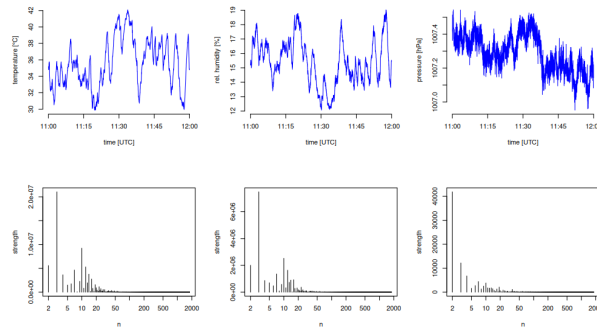 temperature [°C]
30 32 34 36 38 40 42
11:00 11:15 11:30 11:45 12:00
time [UTC]
rel. humidity [%]
12 13 14 15 16 17 18 19
11:00 11:15 11:30 11:45 12:00
time [UTC]
pressure [hPa]
1007.0 1007.2 1007.4
11:00 11:15 11:30 11:45 12:00
time [UTC]
strength
0.0e+00 1.0e+07 2.0e+07
2 5 10 20 50 200 500 2000
n
strength
0e+00 2e+06 4e+06 6e+06
2 5 10 20 50 200 500 2000
n
strength
0 10000 20000 30000 40000
2 5 10 20 50 200 500 2000
n